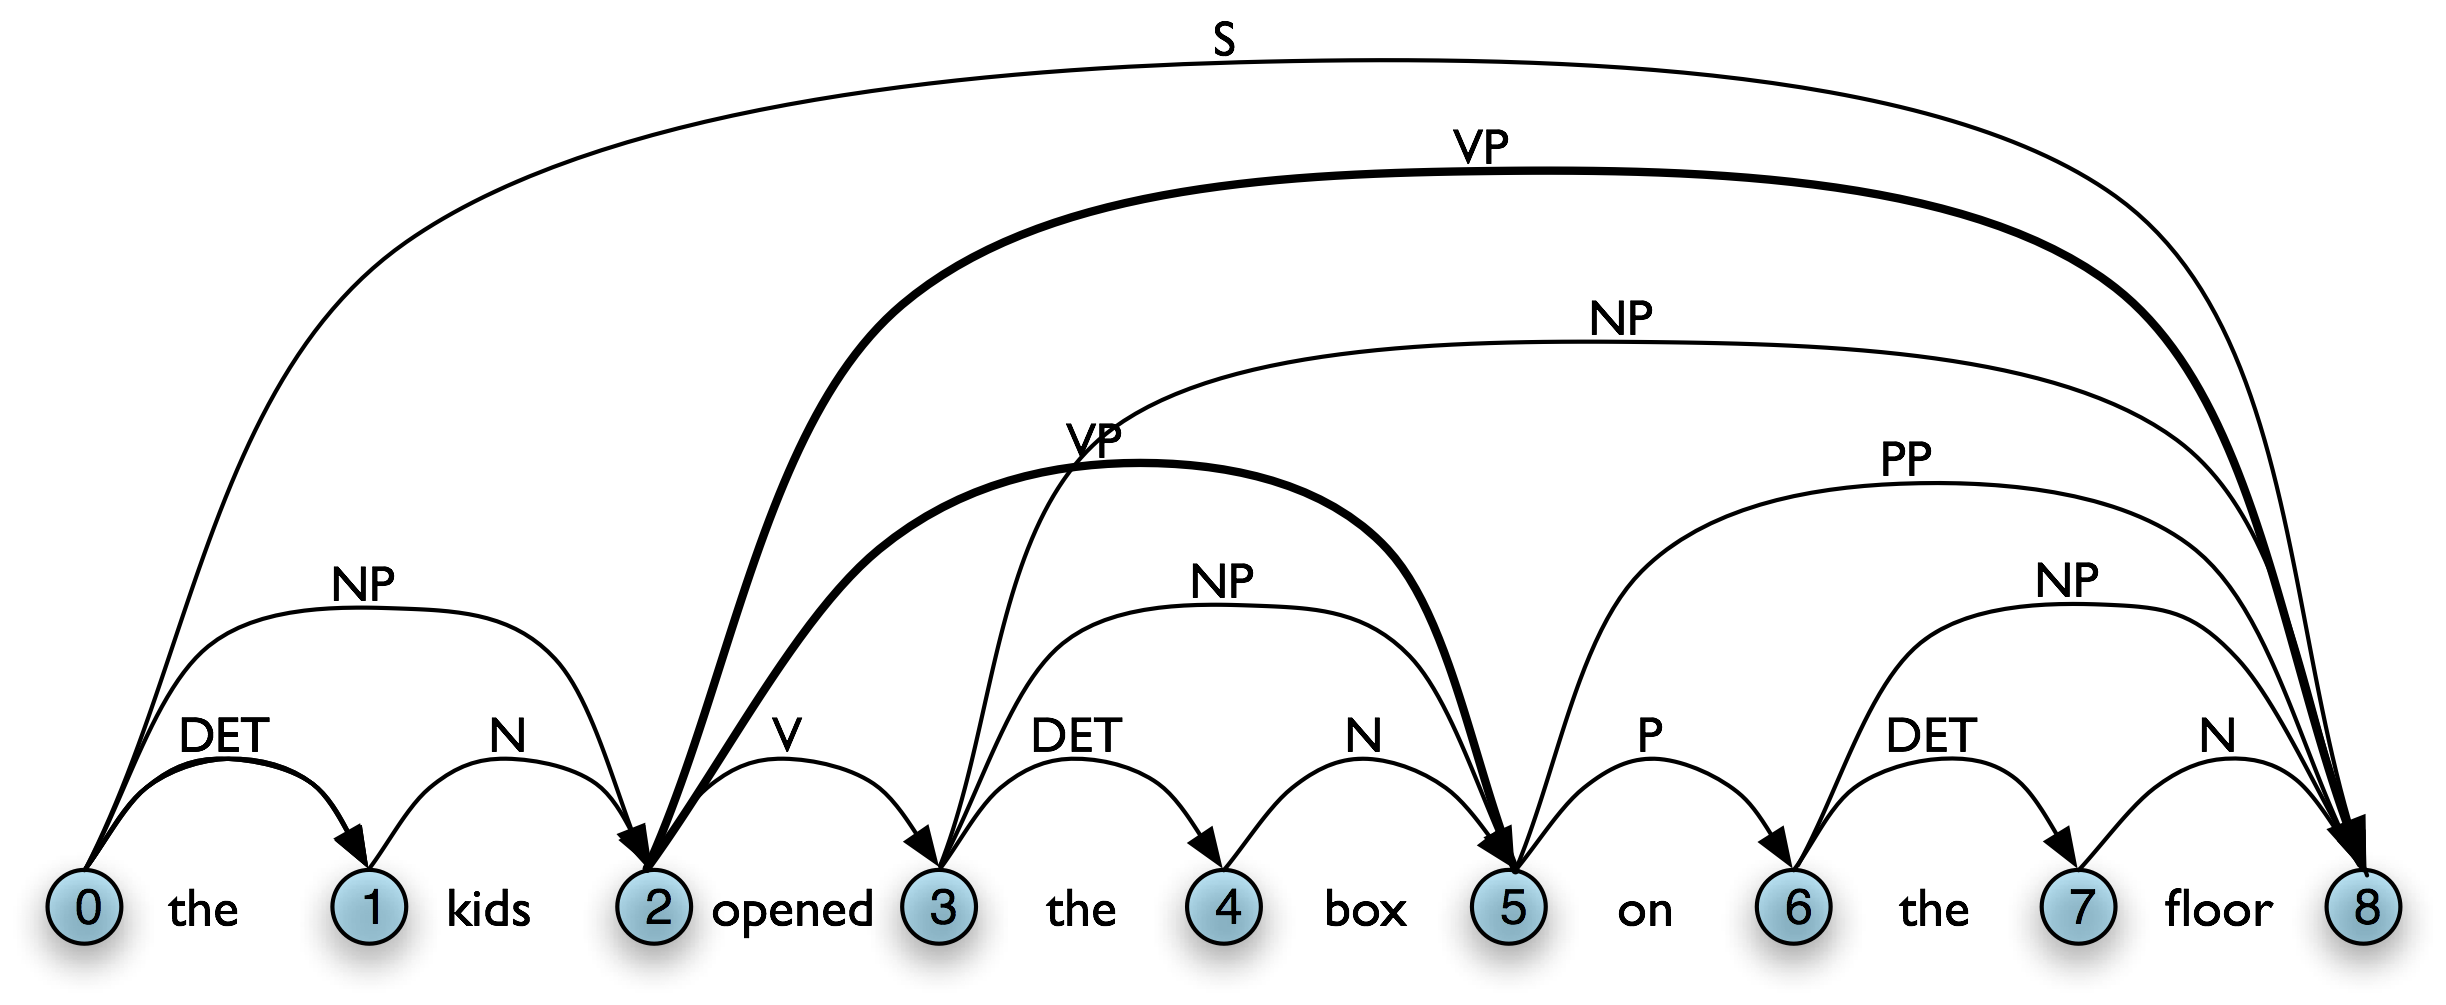 S
VP
NP
VP
PP
NP
NP
NP
DET N V DET N P DET N
0 the 1 kids 2 opened 3 the 4 box 5 on 6 the 7 floor 8